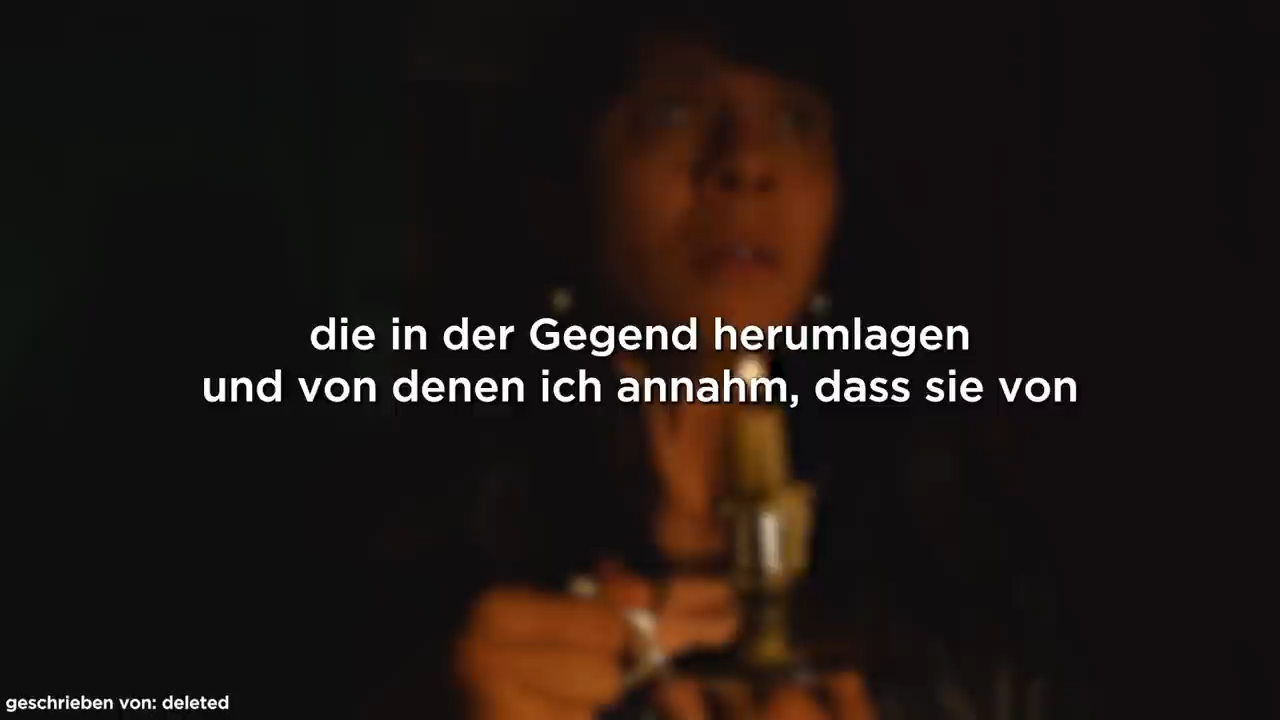 die in der Gegend herumlagen
und von denen ich annahm, dass sie von
geschrieben von: deleted